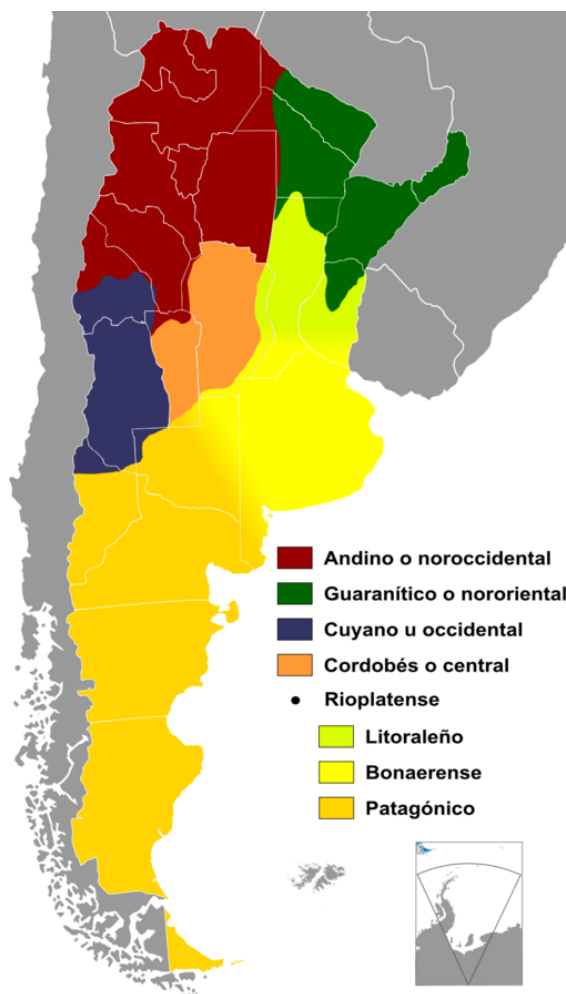 Andino o noroccidental
Guaranítico o nororiental
Cuyano u occidental
Cordobés o central
Rioplatense
Litoraleño
Bonaerense
Patagónico